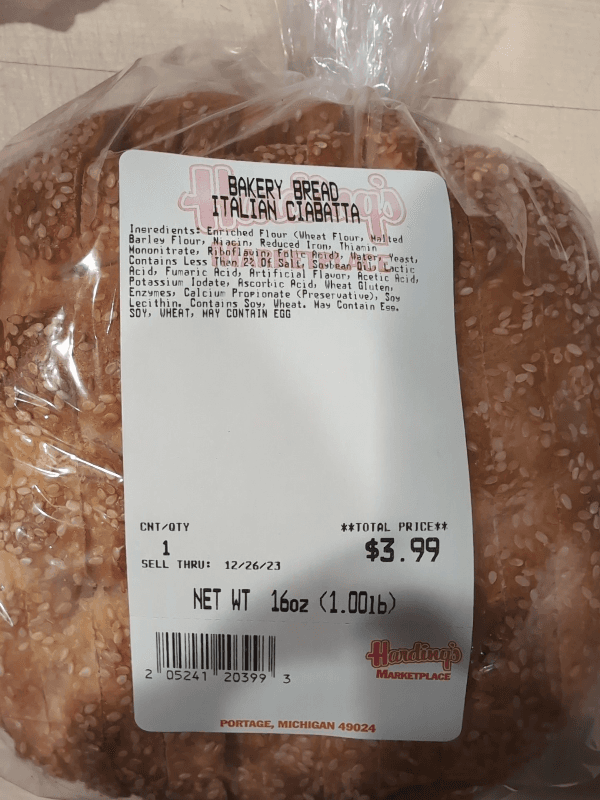 BAKERY BREAD
ITALIAN CIABATTA
Ingredients: Enriched Flour (Wheat Flour, Malted
Barley Flour, Niacin, Reduced Iron, Thiamin
Mononitrate, Riboflavin, Folic Acid), Water, Yeast,
Contains Less Than 2% Of Salt, Soybean Oil, Lactic
Acid, Fumaric Acid, Artificial Flavor, Acetic Acid,
Potassium Iodate, Ascorbic Acid, Wheat Gluten,
Enzymes, Calcium Propionate (Preservative), Soy
Lecithin. Contains Soy, Wheat. May Contain Egg.
SOY, WHEAT, MAY CONTAIN EGG
CNT/QTY **TOTAL PRICE**
1 $3.99
SELL THRU: 12/26/23
NET WT 16oz (1.00lb)
2 05241 20399 3
Harding's
MARKETPLACE
PORTAGE, MICHIGAN 49024